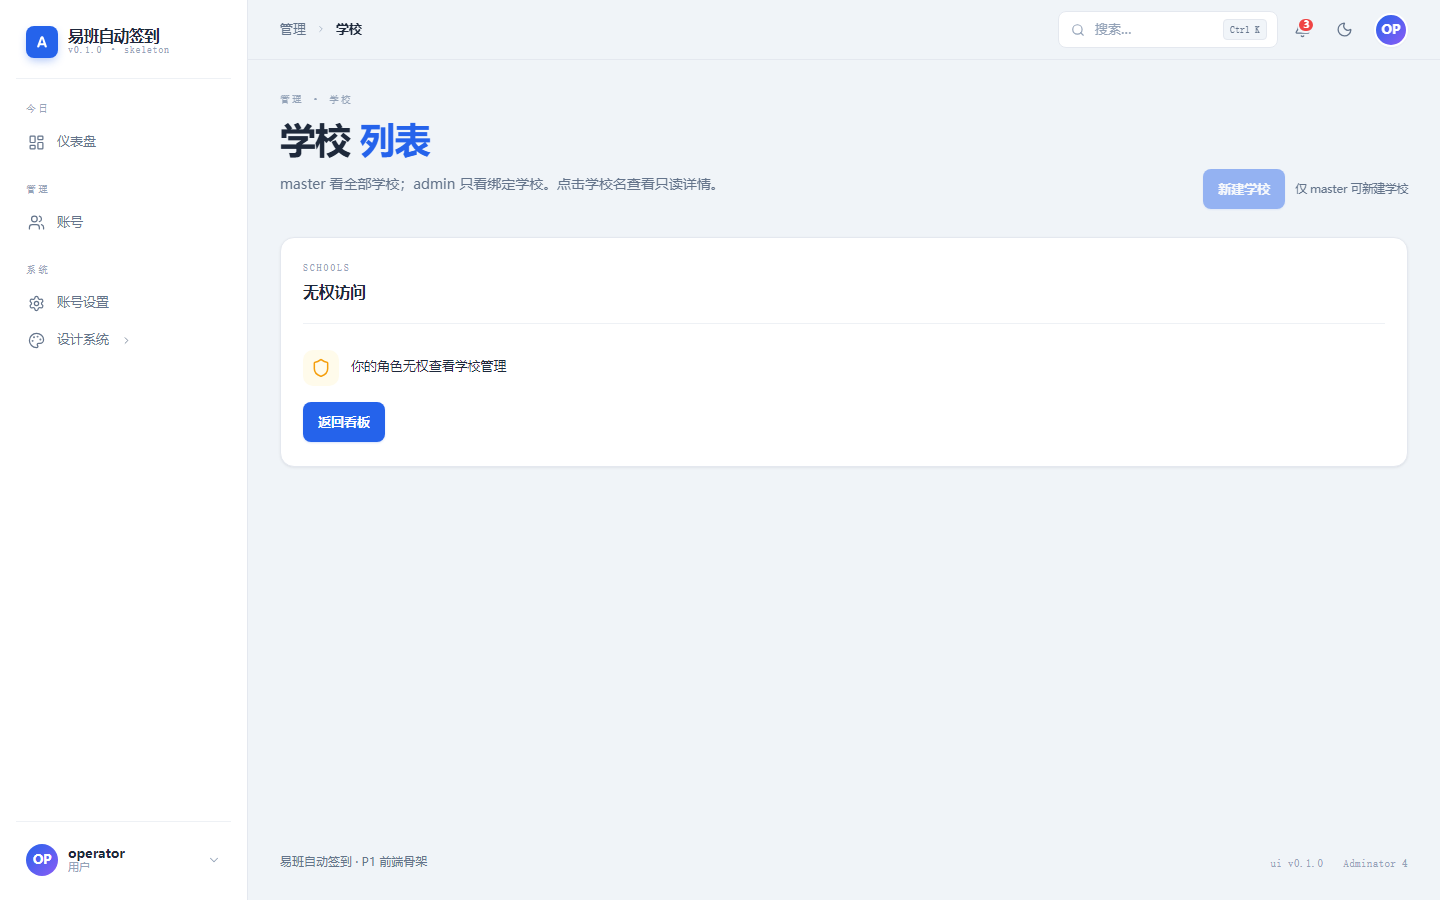 A
易班自动签到
v0.1.0 • skeleton
今日
仪表盘
管理
账号
系统
账号设置
设计系统
OP
operator
用户
管理 › 学校
搜索...
Ctrl K
3
OP
管理 • 学校
学校 列表
master 看全部学校；admin 只看绑定学校。点击学校名查看只读详情。
新建学校
仅 master 可新建学校
SCHOOLS
无权访问
你的角色无权查看学校管理
返回看板
易班自动签到 · P1 前端骨架
ui v0.1.0
Adminator 4